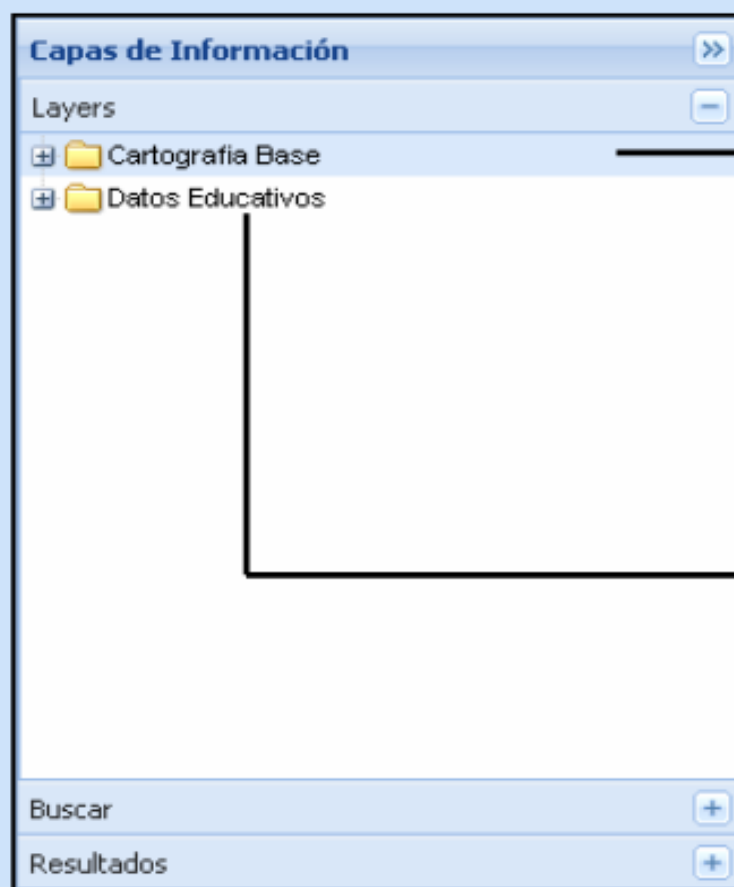 Capas de Información
Layers
Cartografia Base
Datos Educativos
Buscar
Resultados